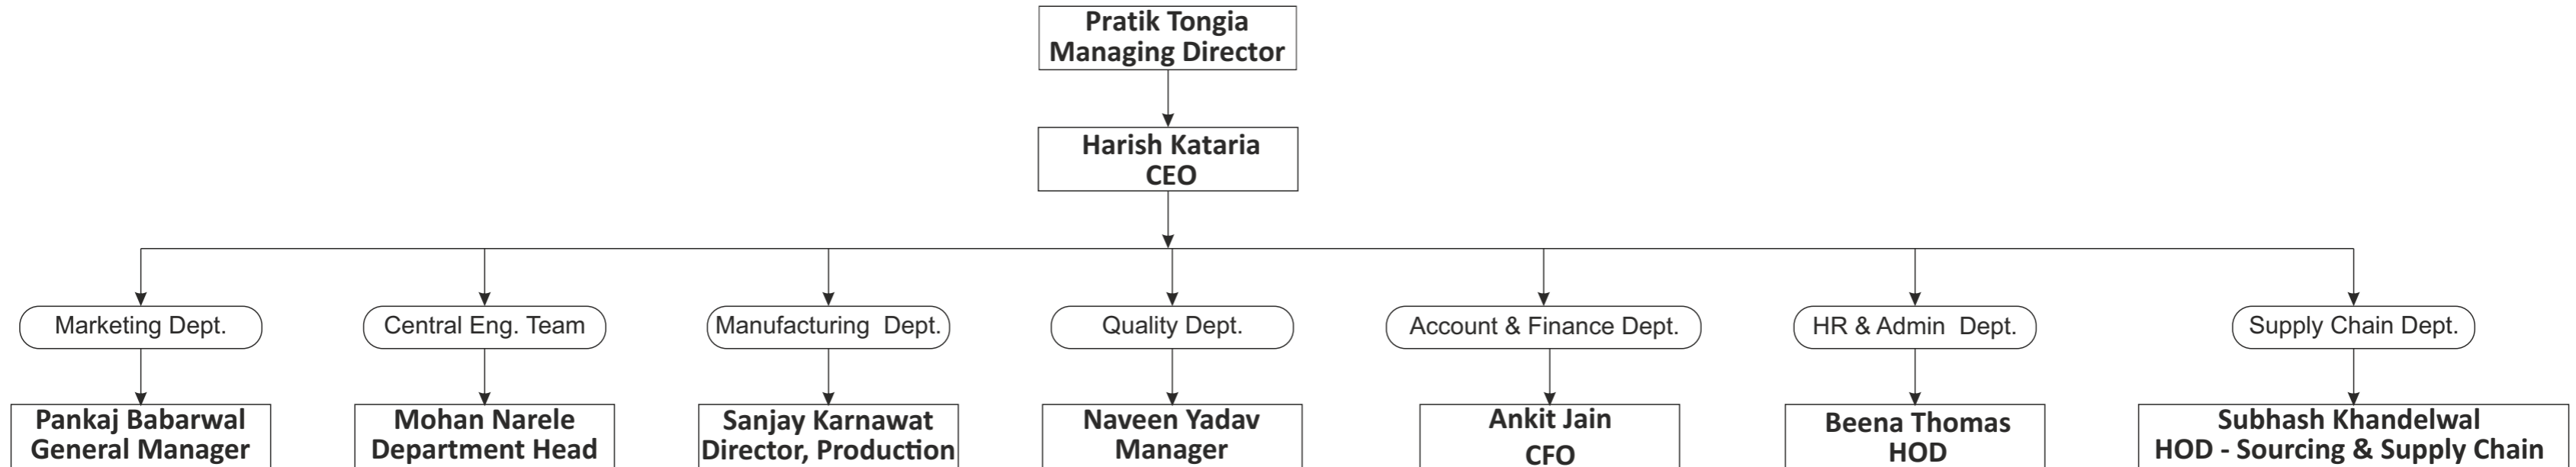 Pratik Tongia
Managing Director
Harish Kataria
CEO
Marketing Dept.
Central Eng. Team
Manufacturing  Dept.
Quality Dept.
Account & Finance Dept.
HR & Admin  Dept.
Supply Chain Dept.
Pankaj Babarwal
General Manager
Mohan Narele
Department Head
Sanjay Karnawat
Director, Production
Naveen Yadav
Manager
Ankit Jain
CFO
Beena Thomas
HOD
Subhash Khandelwal
HOD - Sourcing & Supply Chain